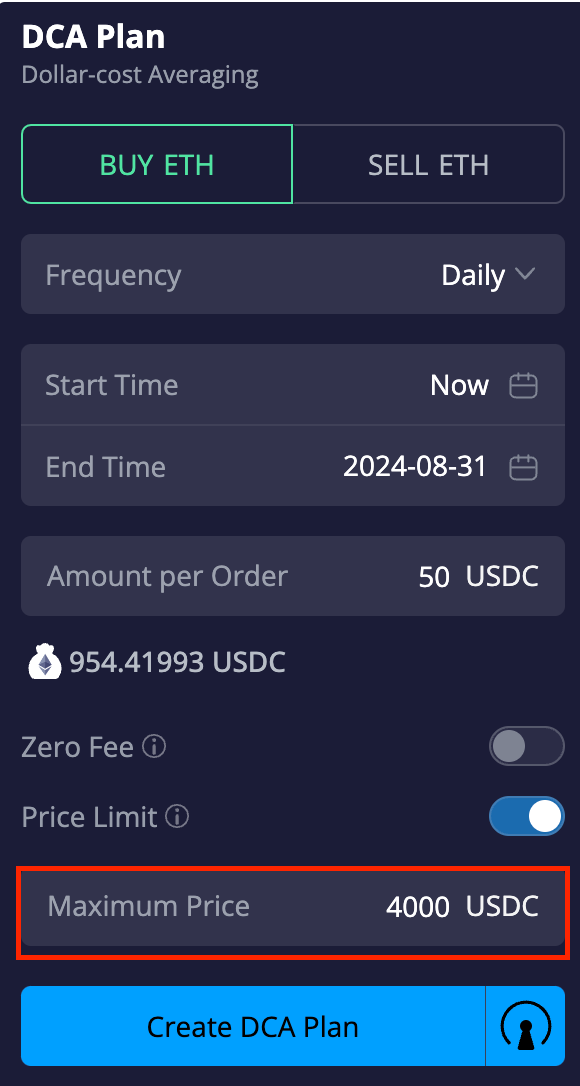 DCA Plan
Dollar-cost Averaging
BUY ETH SELL ETH
Frequency Daily
Start Time Now
End Time 2024-08-31
Amount per Order 50 USDC
954.41993 USDC
Zero Fee
Price Limit
Maximum Price 4000 USDC
Create DCA Plan